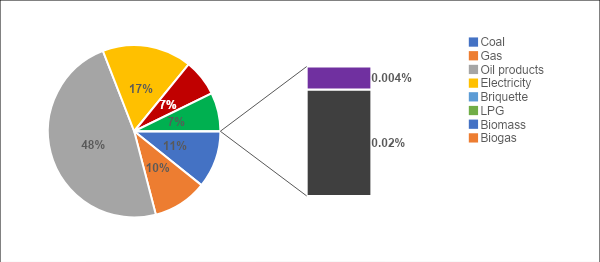 17%
7%
7%
48%
11%
10%
0.004%
0.02%
Coal
Gas
Oil products
Electricity
Briquette
LPG
Biomass
Biogas